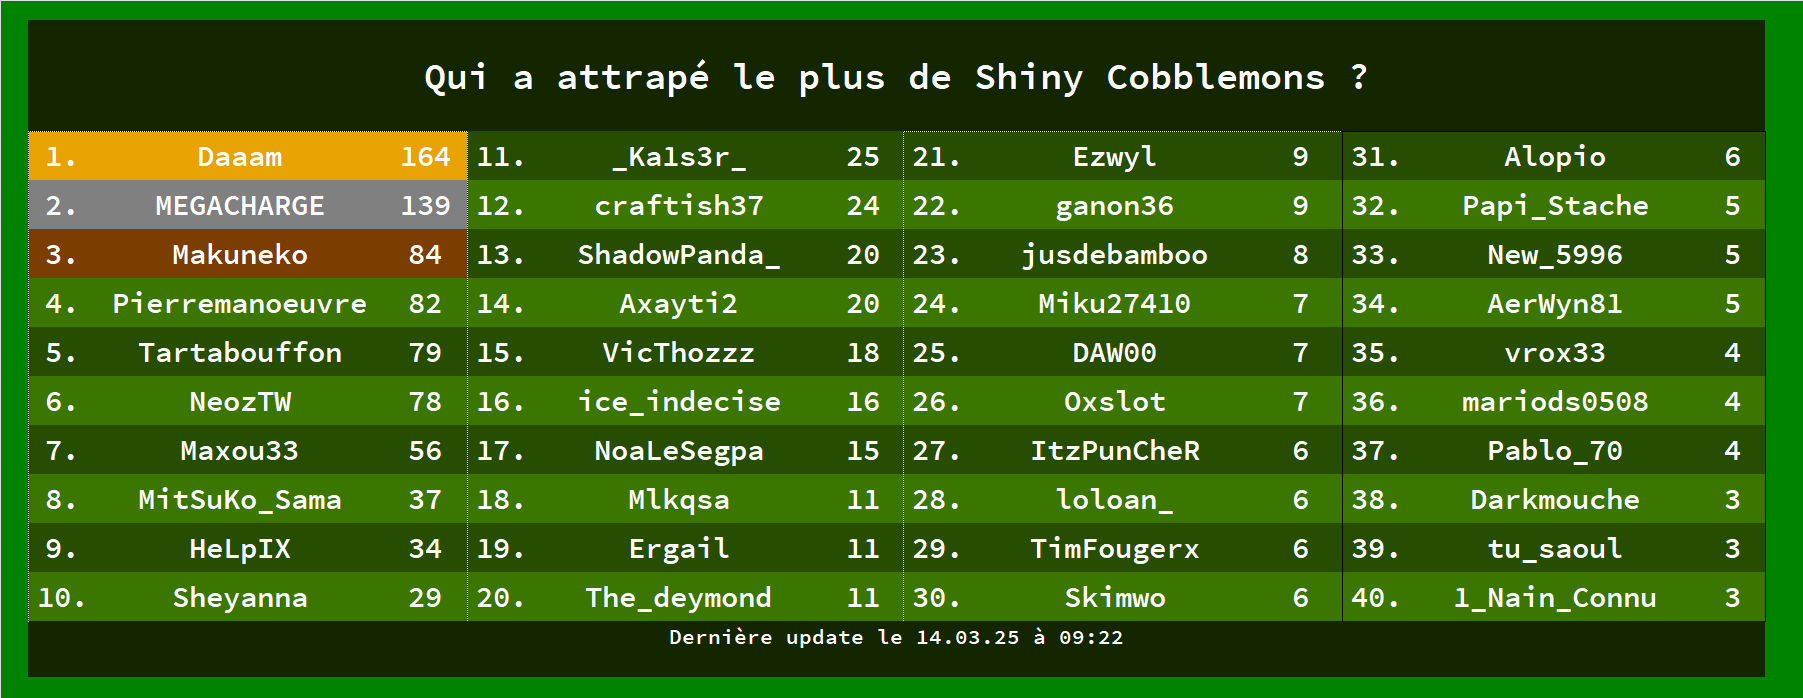 Qui a attrapé le plus de Shiny Cobblemons ?
1. Daaam 164 11. _Ka1s3r_ 25 21. Ezwyl 9 31. Alopio 6
2. MEGACHARGE 139 12. craftish37 24 22. ganon36 9 32. Papi_Stache 5
3. Makuneko 84 13. ShadowPanda_ 20 23. jusdebamboo 8 33. New_5996 5
4. Pierremanoeuvre 82 14. Axayti2 20 24. Miku27410 7 34. AerWyn81 5
5. Tartabouffon 79 15. VicThozzz 18 25. DAW00 7 35. vrox33 4
6. NeozTW 78 16. ice_indecise 16 26. Oxslot 7 36. mariods0508 4
7. Maxou33 56 17. NoaLeSegpa 15 27. ItzPunCheR 6 37. Pablo_70 4
8. MitSuKo_Sama 37 18. Mlkqsa 11 28. loloan_ 6 38. Darkmouche 3
9. HeLpIX 34 19. Ergail 11 29. TimFougerx 6 39. tu_saoul 3
10. Sheyanna 29 20. The_deymond 11 30. Skimwo 6 40. 1_Nain_Connu 3
Dernière update le 14.03.25 à 09:22